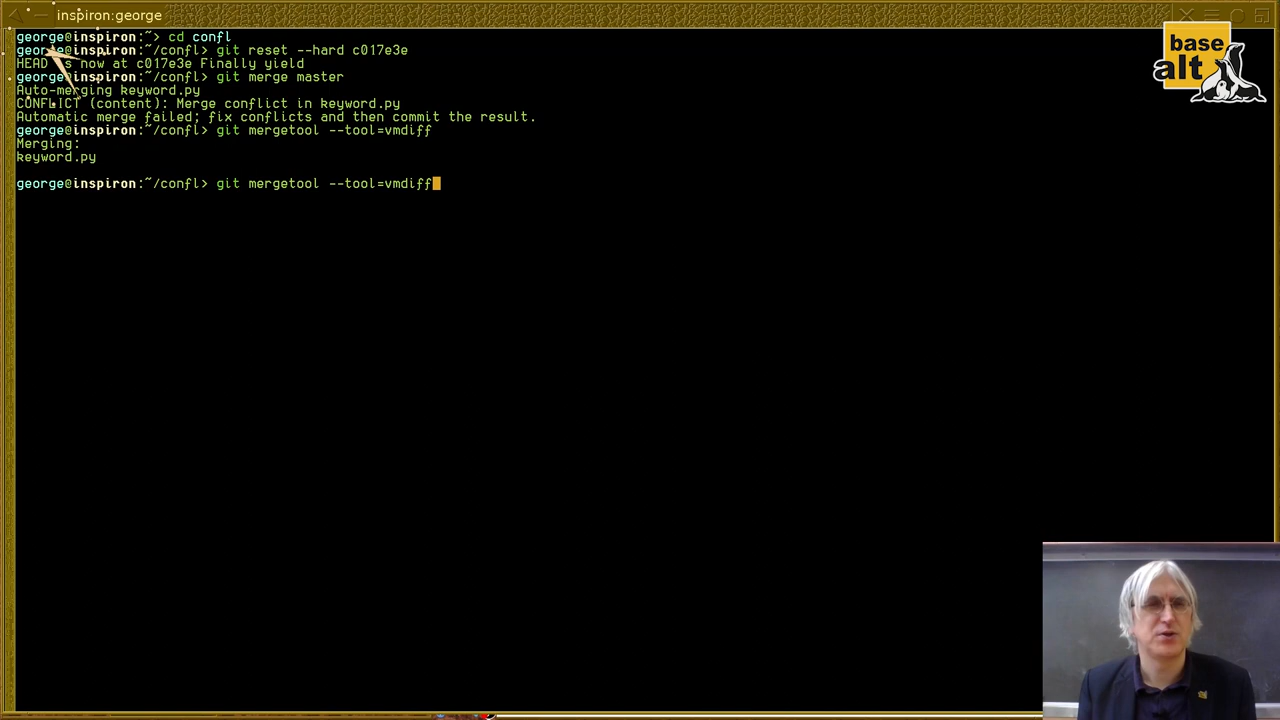 inspiron:george
george@inspiron:~> cd confl
george@inspiron:~/confl> git reset --hard c017e3e
HEAD now at c017e3e Finally yield
george@inspiron:~/confl> git merge master
Auto-merging keyword.py
CONFLICT (content): Merge conflict in keyword.py
Automatic merge failed; fix conflicts and then commit the result.
george@inspiron:~/confl> git mergetool --tool=vmdiff
Merging:
keyword.py
george@inspiron:~/confl> git mergetool --tool=vmdiff
base
alt